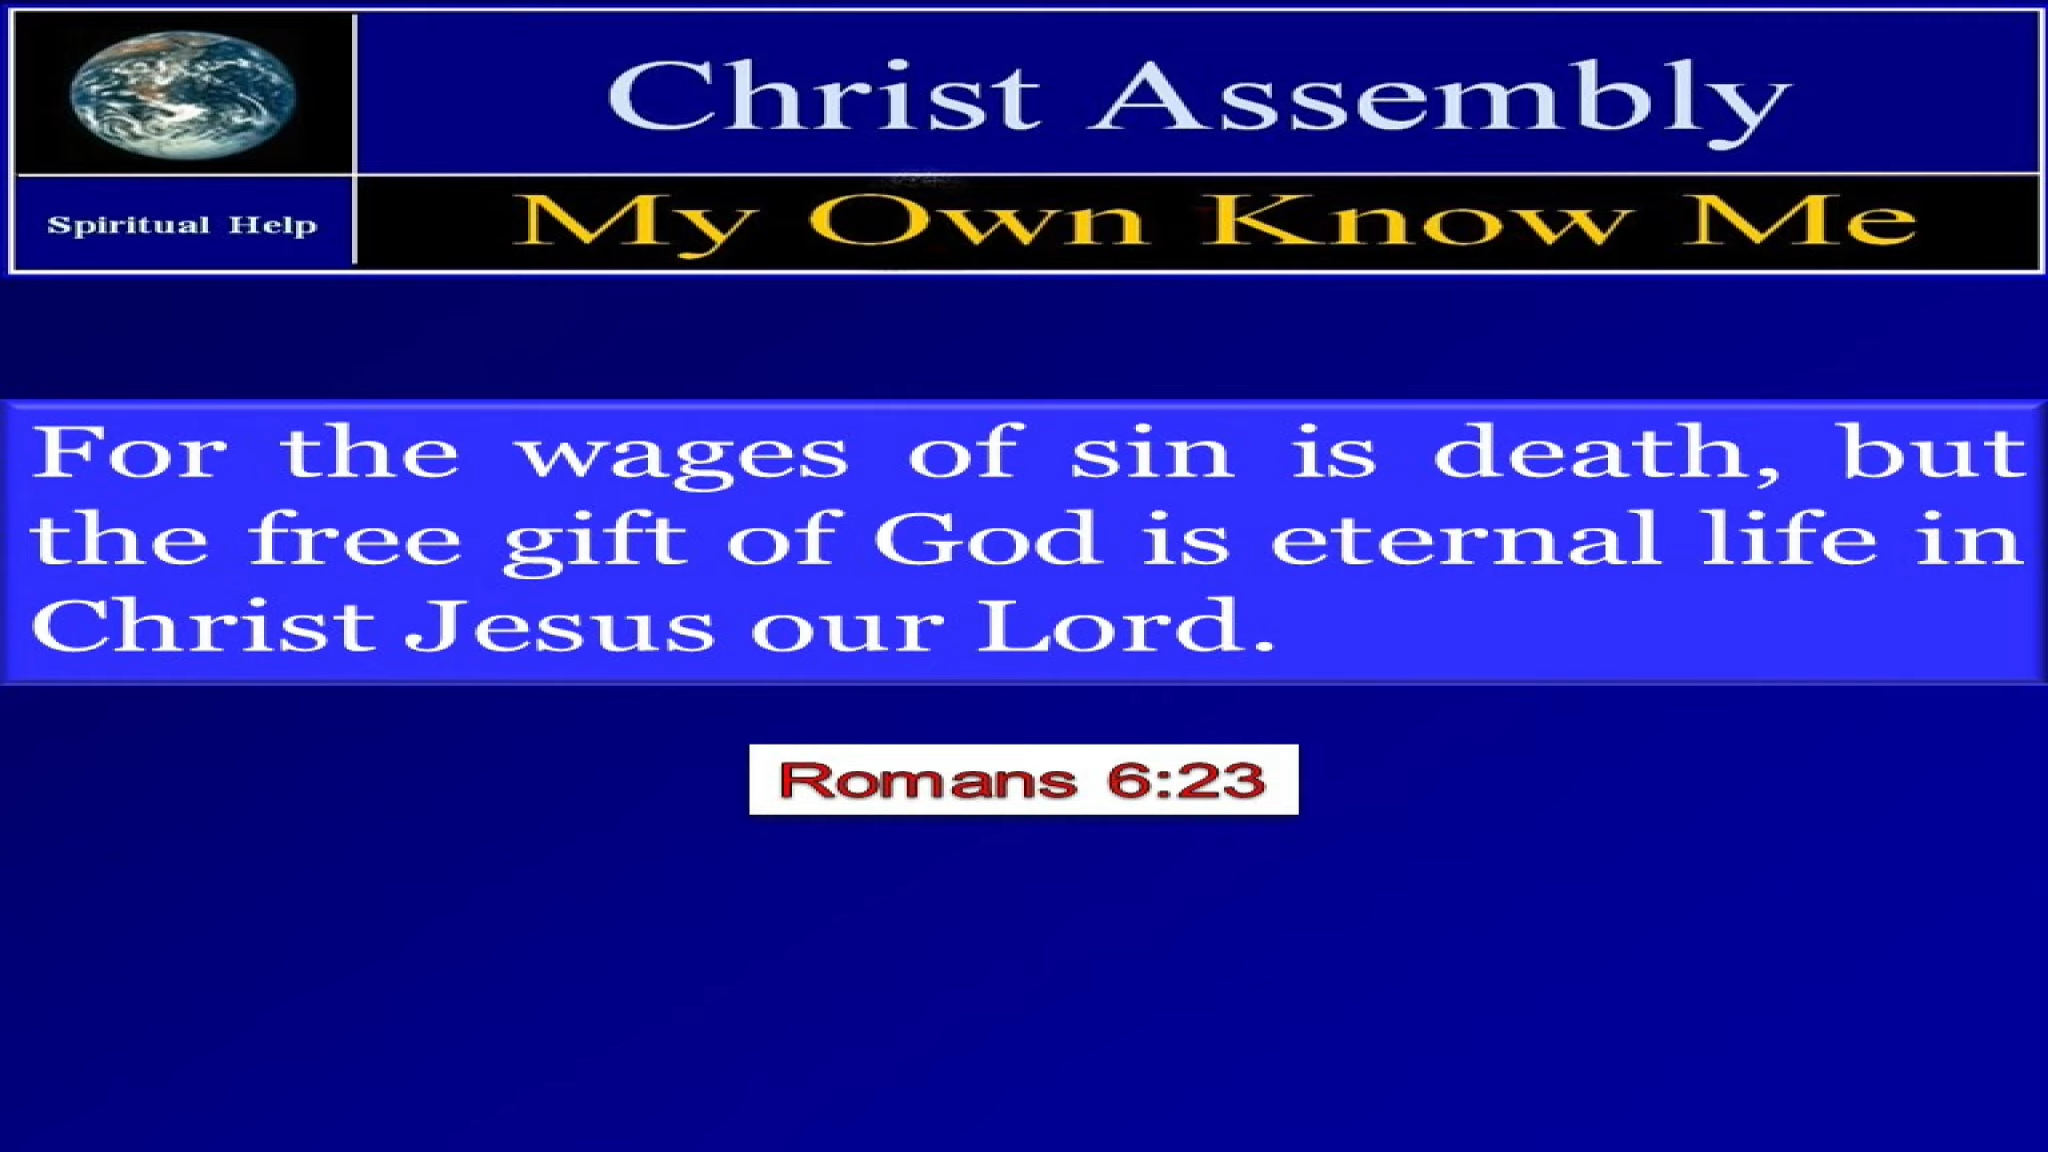 Christ Assembly
Spiritual Help
My Own Know Me
For the wages of sin is death, but
the free gift of God is eternal life in
Christ Jesus our Lord.
Romans 6:23